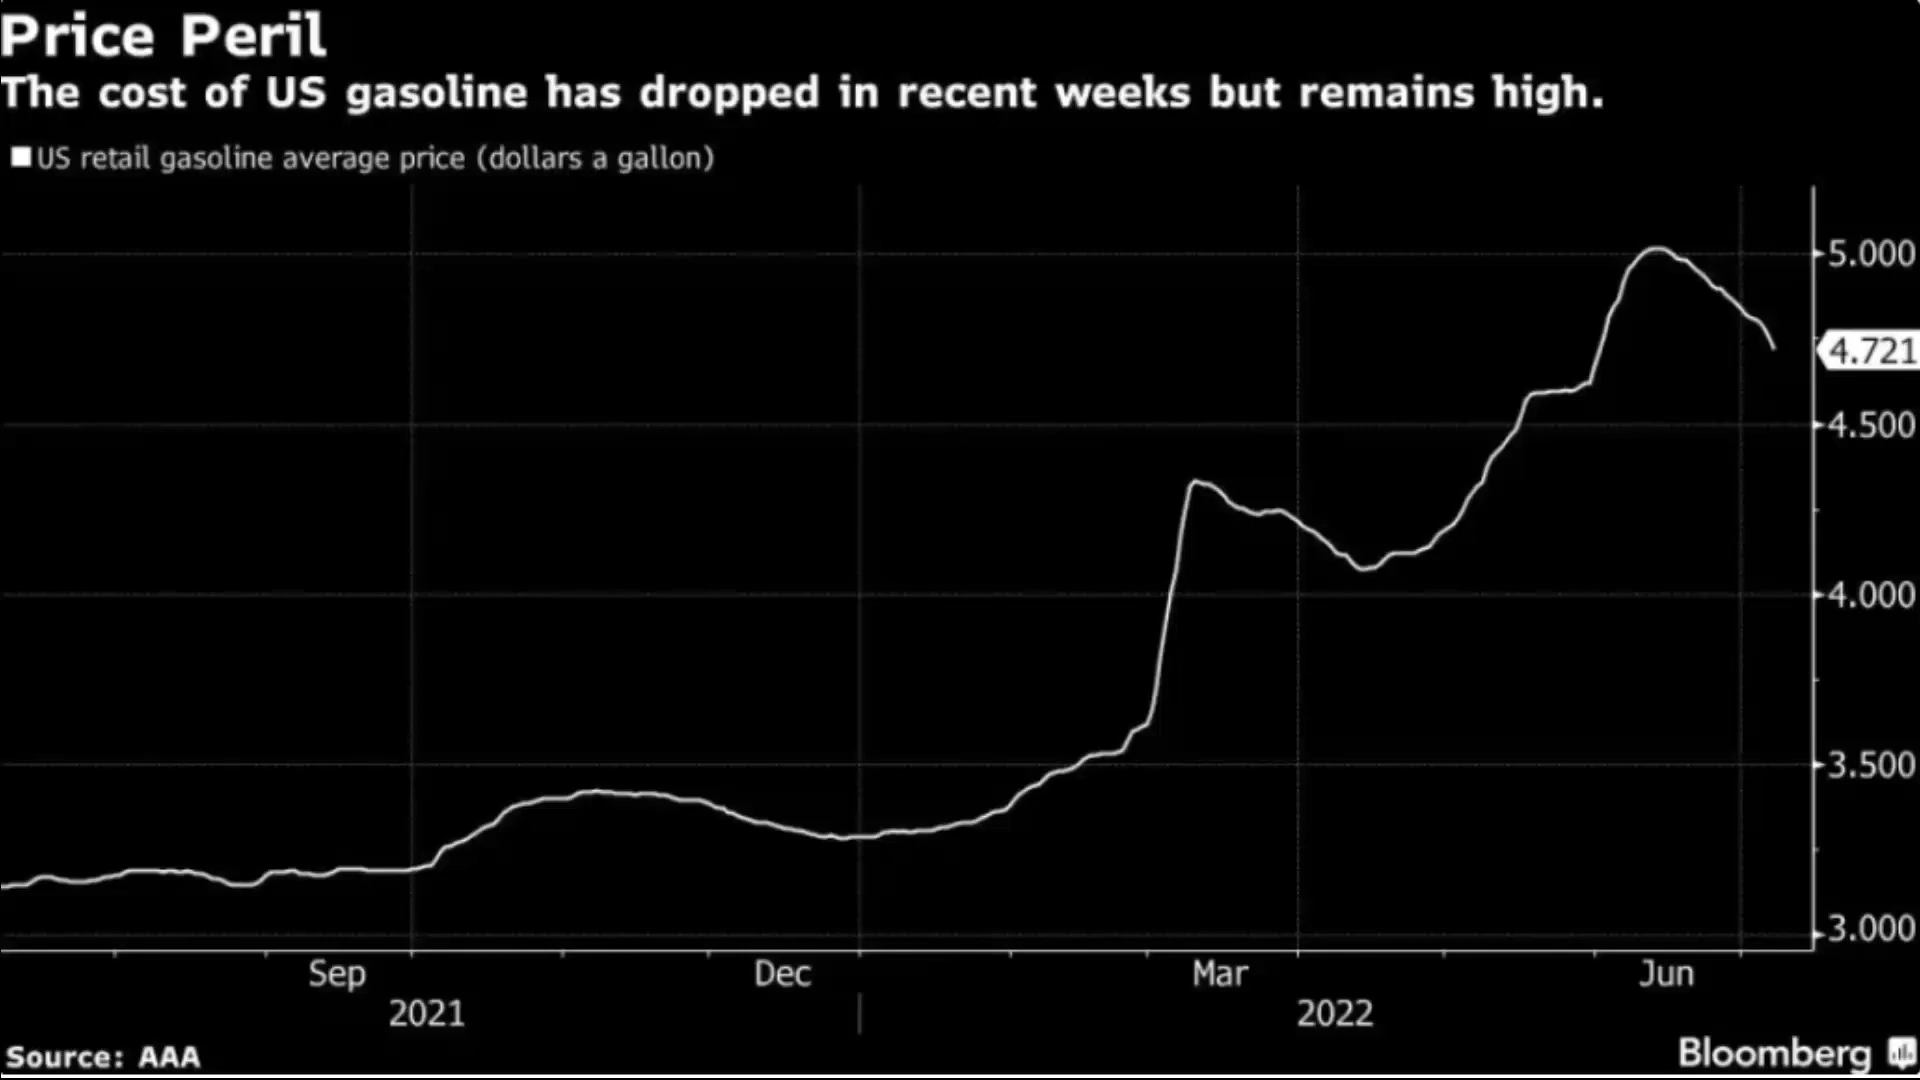 Price Peril
The cost of US gasoline has dropped in recent weeks but remains high.
US retail gasoline average price (dollars a gallon)
5.000
4.721
4.500
4.000
3.500
3.000
Sep Dec Mar Jun
2021 2022
Source: AAA Bloomberg